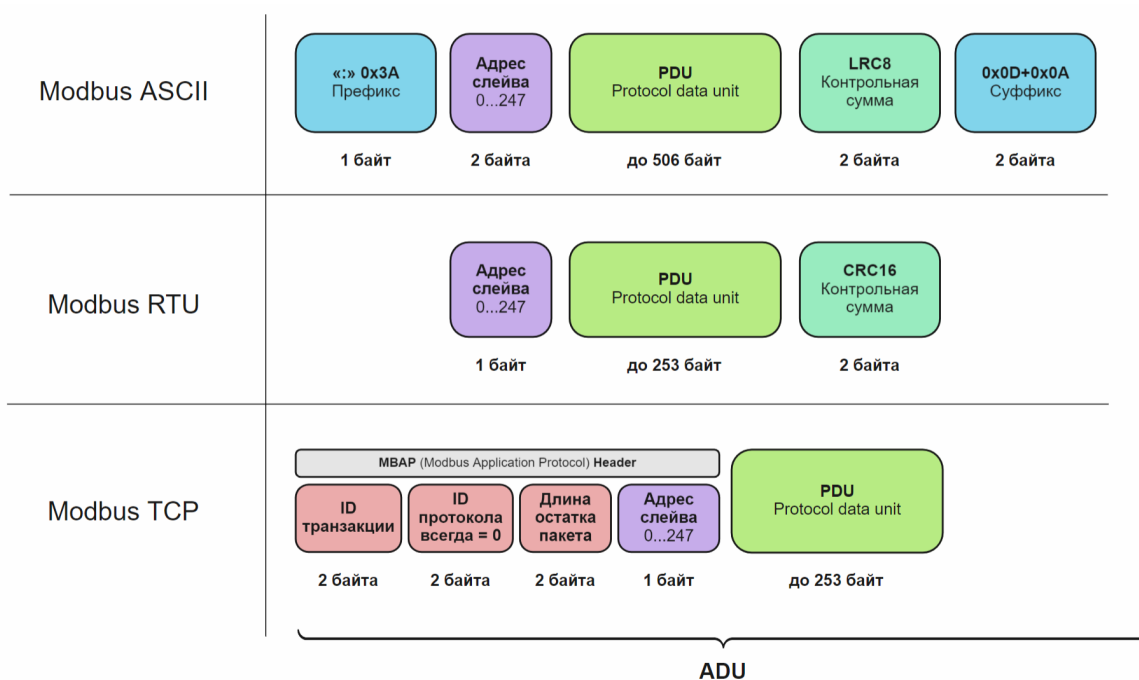 Modbus ASCII
«:» 0x3A
Префикс
Адрес
слейва
0...247
PDU
Protocol data unit
LRC8
Контрольная
сумма
0x0D+0x0A
Суффикс
1 байт
2 байта
до 506 байт
2 байта
2 байта
Modbus RTU
Адрес
слейва
0...247
PDU
Protocol data unit
CRC16
Контрольная
сумма
1 байт
до 253 байт
2 байта
Modbus TCP
MBAP (Modbus Application Protocol) Header
ID
транзакции
ID
протокола
всегда = 0
Длина
остатка
пакета
Адрес
слейва
0...247
PDU
Protocol data unit
2 байта
2 байта
2 байта
1 байт
до 253 байт
ADU